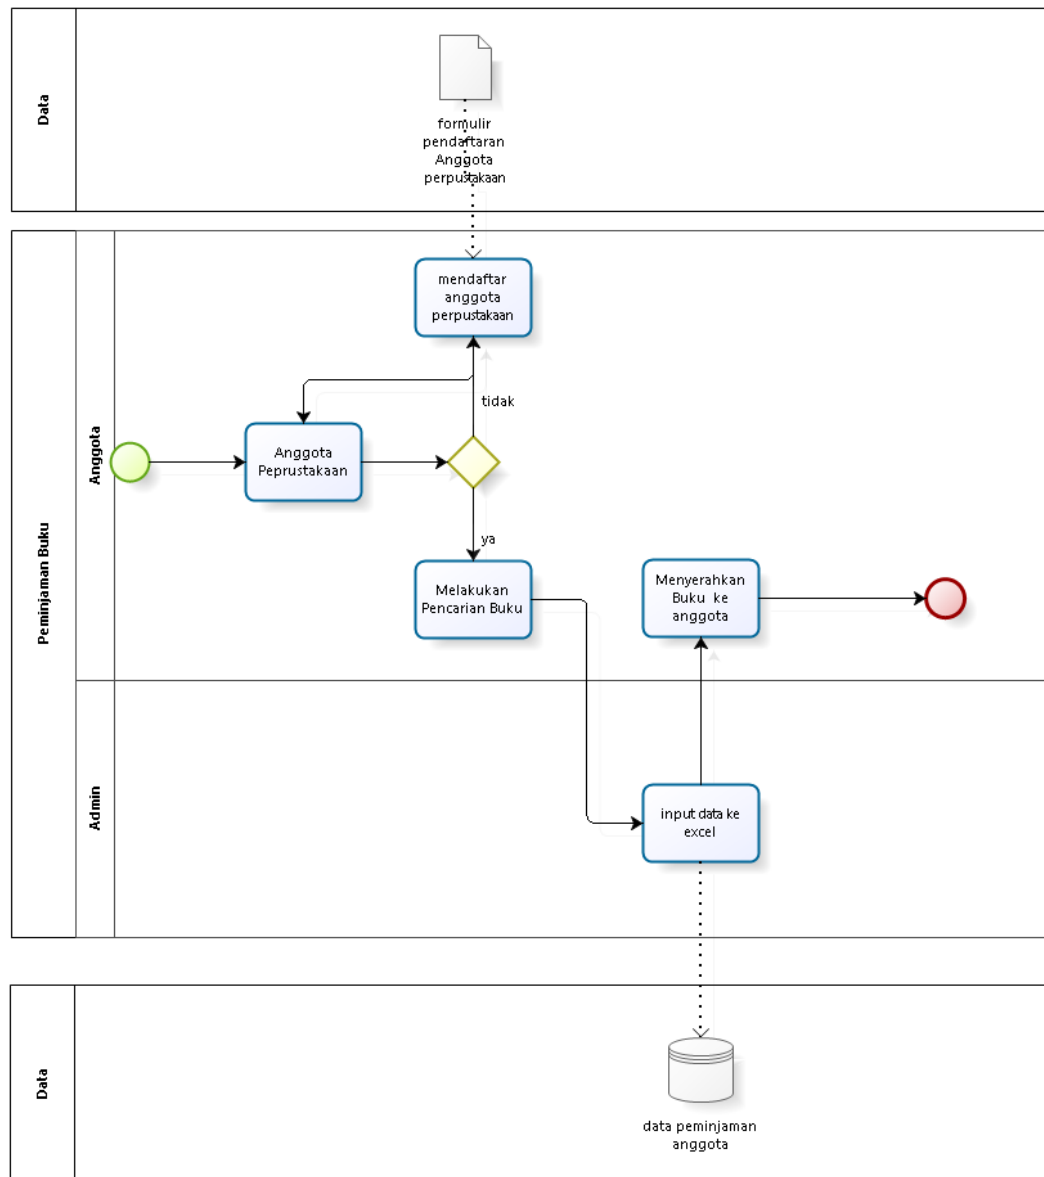 Data
formulir
pendaftaran
Anggota
perpustakaan
Peminjaman Buku
Anggota
mendaftar
anggota
perpustakaan
tidak
Anggota
Peprustakaan
ya
Melakukan
Pencarian Buku
Menyerahkan
Buku ke
anggota
Admin
input data ke
excel
Data
data peminjaman
anggota